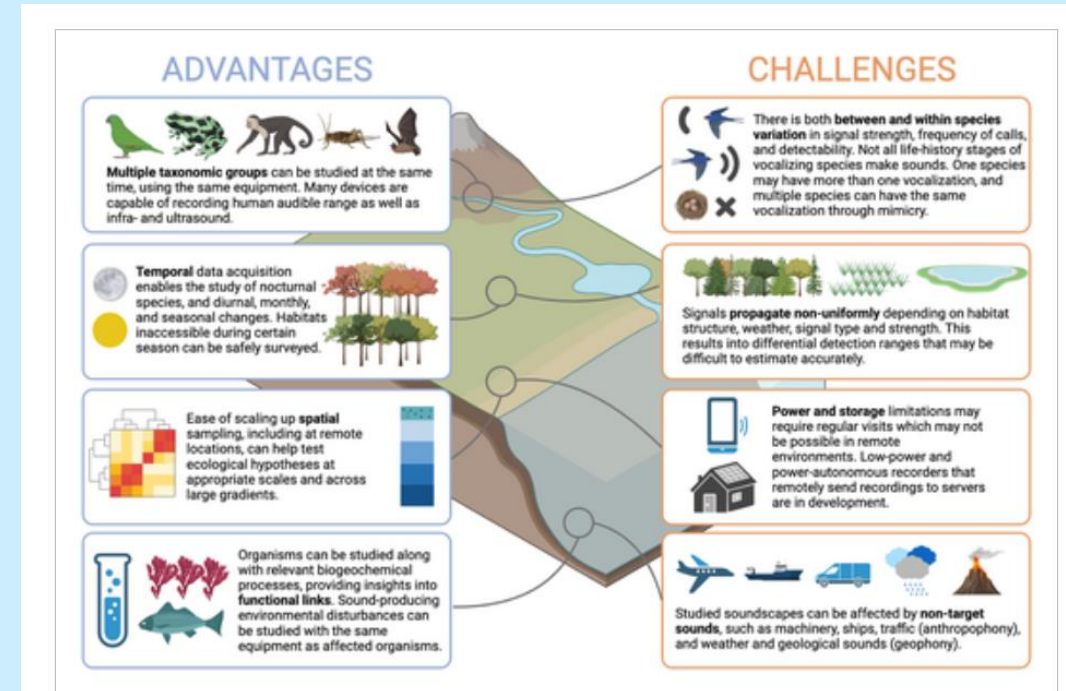 ADVANTAGES
Multiple taxonomic groups can be studied at the same
time, using the same equipment. Many devices are
capable of recording human audible range as well as
infra- and ultrasound.
Temporal data acquisition
enables the study of nocturnal
species, and diurnal, monthly,
and seasonal changes. Habitats
inaccessible during certain
season can be safely surveyed.
Ease of scaling up spatial
sampling, including at remote
locations, can help test
ecological hypotheses at
appropriate scales and across
large gradients.
Organisms can be studied along
with relevant biogeochemical
processes, providing insights into
functional links. Sound-producing
environmental disturbances can
be studied with the same
equipment as affected organisms.
CHALLENGES
There is both between and within species
variation in signal strength, frequency of calls,
and detectability. Not all life-history stages of
vocalizing species make sounds. One species
may have more than one vocalization, and
multiple species can have the same
vocalization through mimicry.
Signals propagate non-uniformly depending on habitat
structure, weather, signal type and strength. This
results into differential detection ranges that may be
difficult to estimate accurately.
Power and storage limitations may
require regular visits which may not
be possible in remote
environments. Low-power and
power-autonomous recorders that
remotely send recordings to servers
are in development.
Studied soundscapes can be affected by non-target
sounds, such as machinery, ships, traffic (anthropophony),
and weather and geological sounds (geophony).